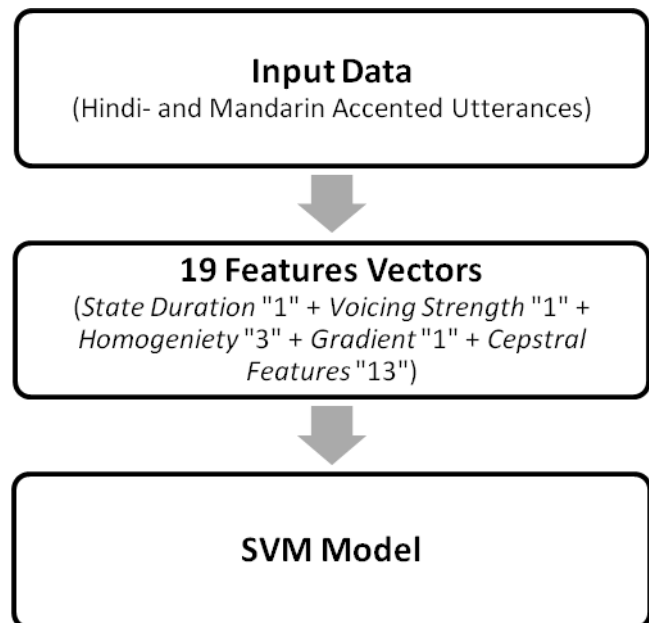 Input Data
(Hindi- and Mandarin Accented Utterances)
19 Features Vectors
(State Duration "1" + Voicing Strength "1" +
Homogeniety "3" + Gradient "1" + Cepstral
Features "13")
SVM Model